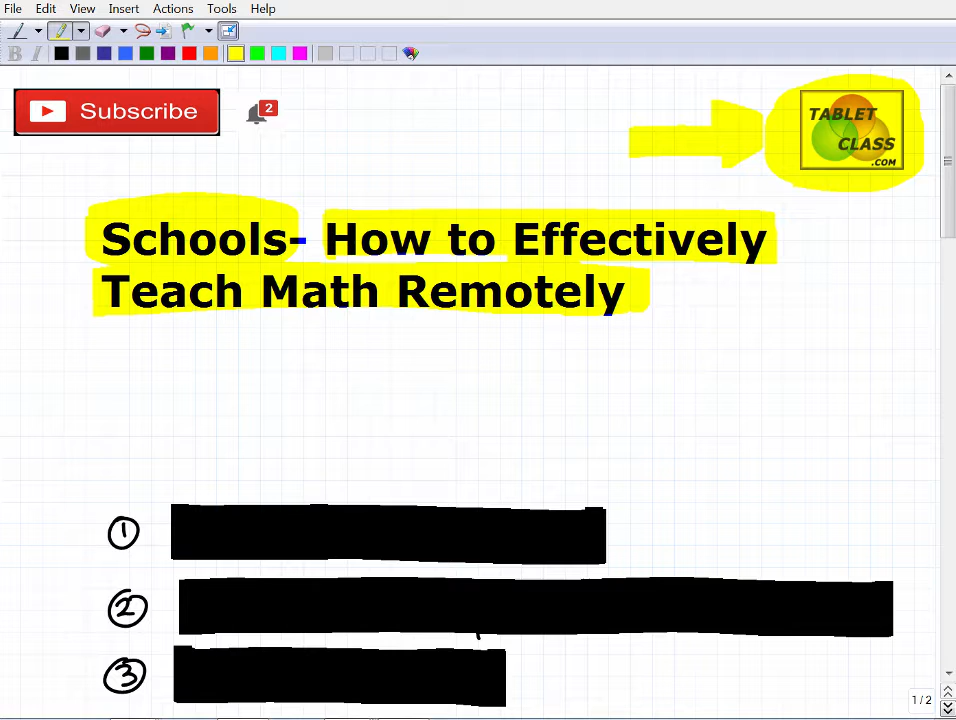 File Edit View Insert Actions Tools Help
B I
Subscribe
2
TABLET
CLASS
.COM
Schools- How to Effectively
Teach Math Remotely
1
2
3
1 / 2